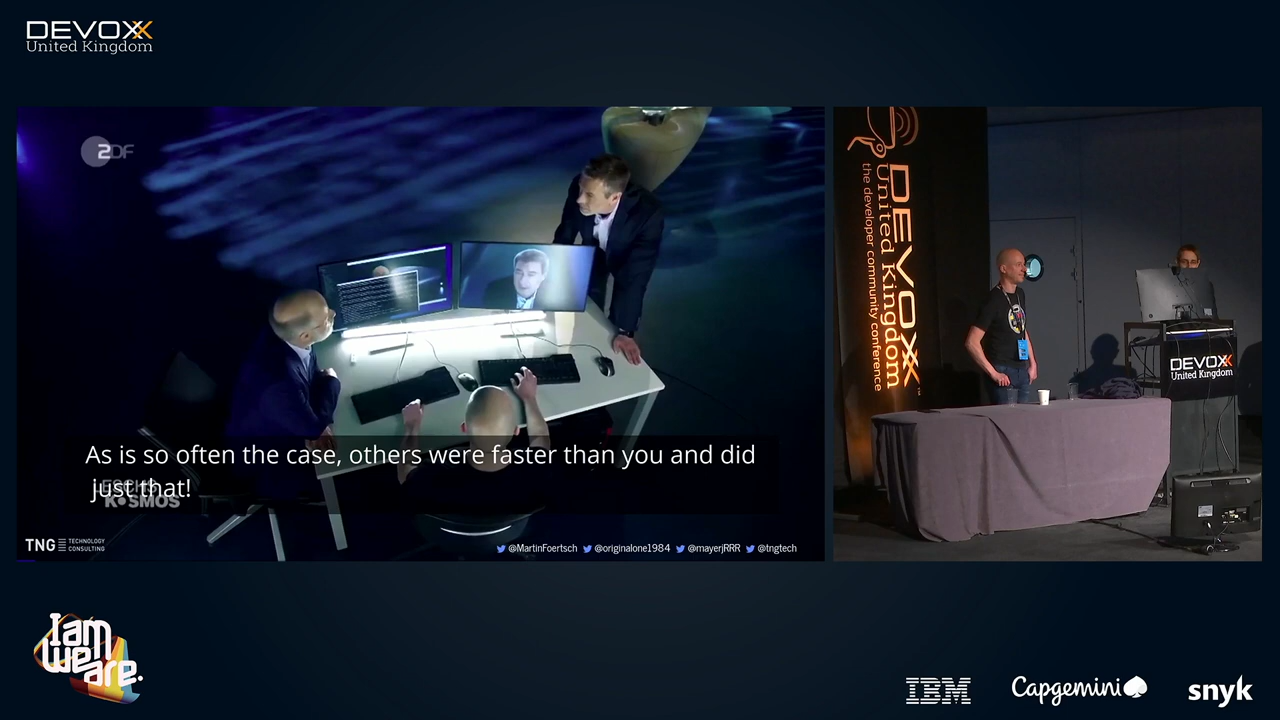 DEVOXX
United Kingdom
2DF
As is so often the case, others were faster than you and did
just that!
KOSMOS
TNG TECHNOLOGY
CONSULTING
@MartinFoertsch @originalone1984 @mayerjRRR @tngtech
DEVOXX
United Kingdom
the developer community conference
DEVOXX
United Kingdom
I am
We are.
IBM
Capgemini
snyk